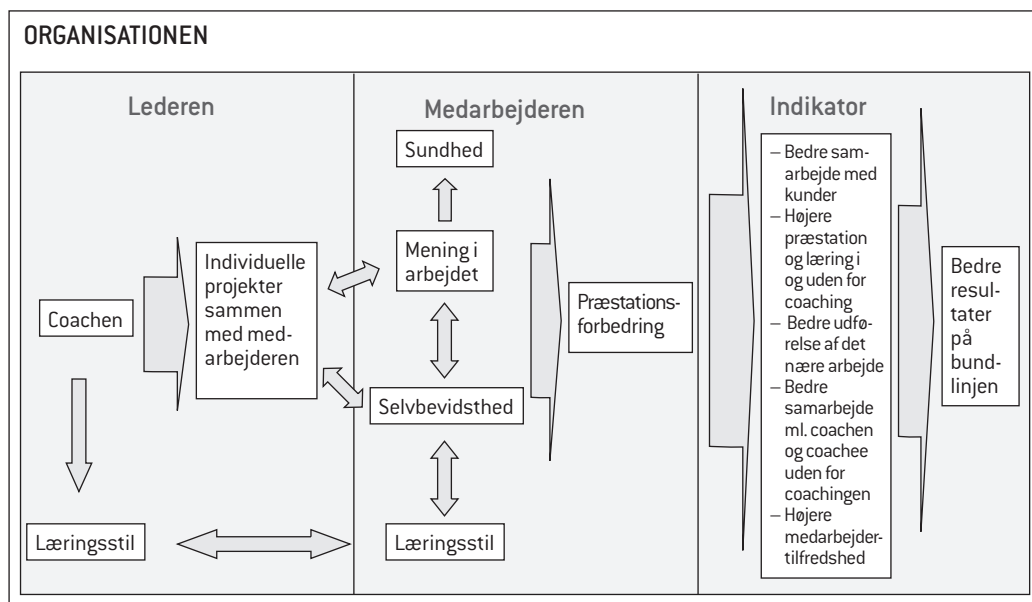 ORGANISATIONEN
Lederen
Coachen
Individuelle
projekter
sammen
med med-
arbejderen
Læringsstil
Medarbejderen
Sundhed
Mening i
arbejdet
Selvbevidsthed
Læringsstil
Præstations-
forbedring
Indikator
– Bedre sam-
arbejde med
kunder
– Højere
præstation
og læring i
og uden for
coaching
– Bedre udfø-
relse af det
nære arbejde
– Bedre
samarbejde
ml. coachen
og coachee
uden for
coachingen
– Højere
medarbejder-
tilfredshed
Bedre
resul-
tater
på
bund-
linjen